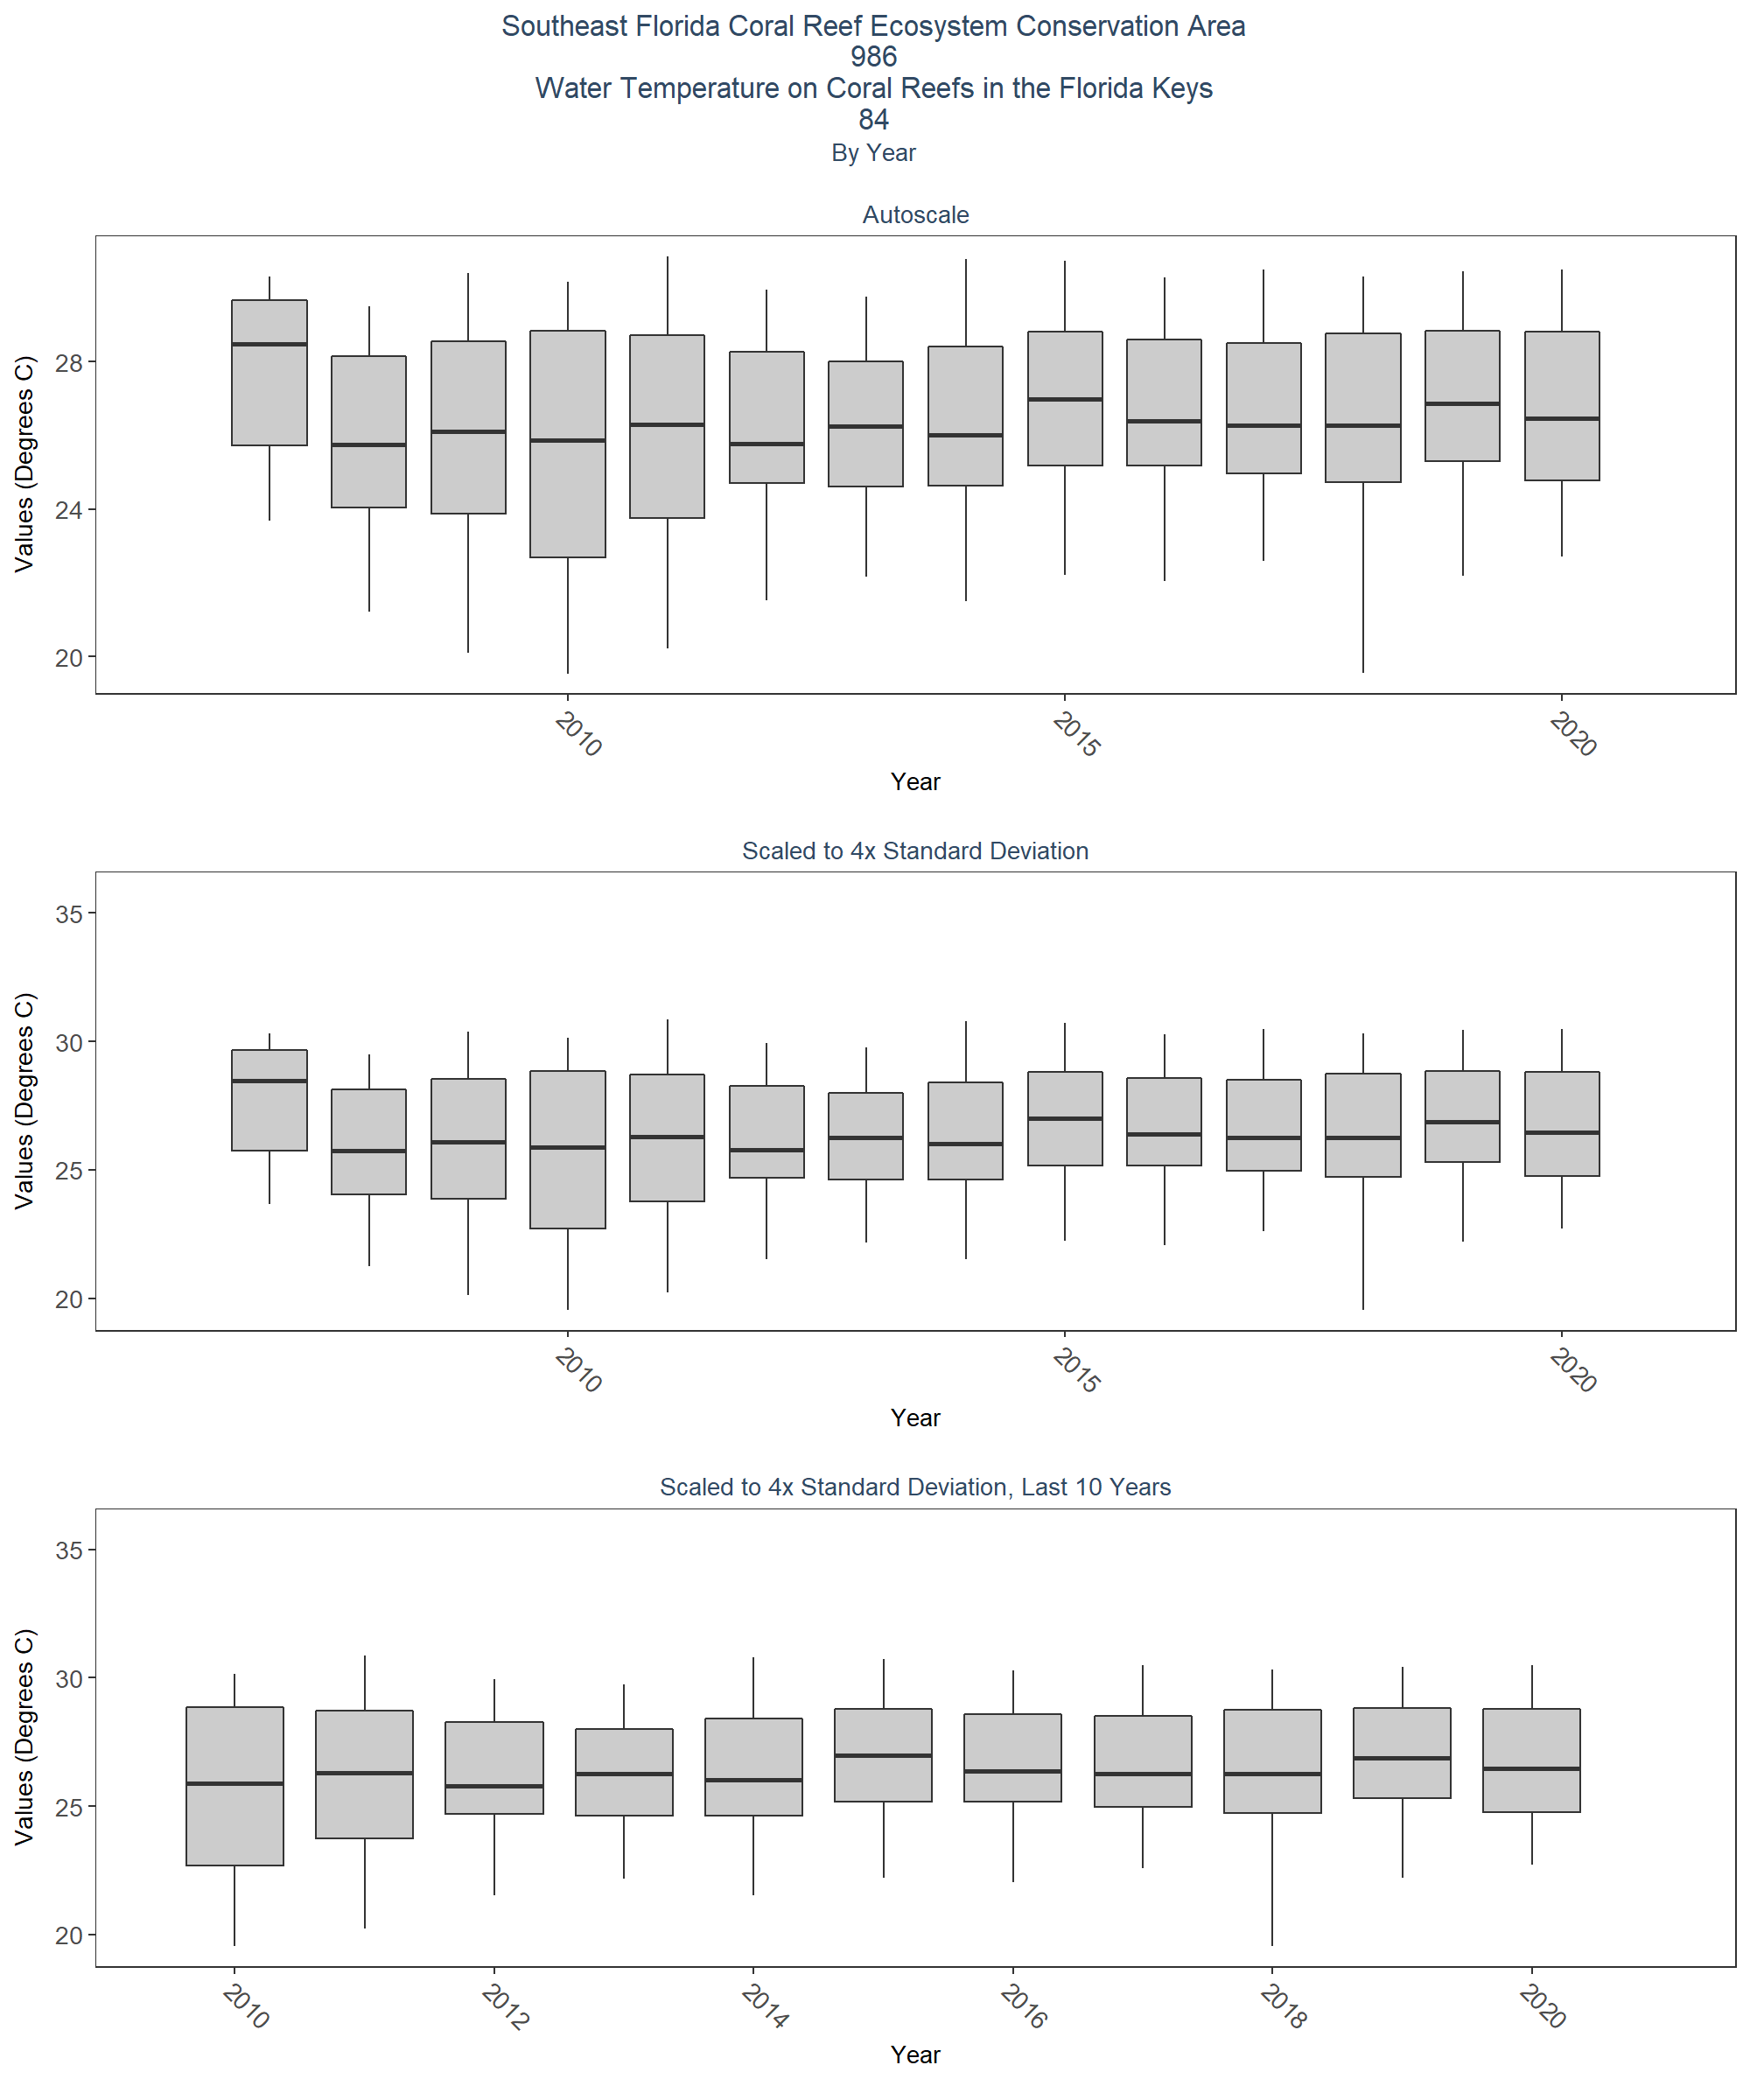 Southeast Florida Coral Reef Ecosystem Conservation Area
986
Water Temperature on Coral Reefs in the Florida Keys
84
By Year
Autoscale
Values (Degrees C)
28
24
20
2010
2015
2020
Year
Scaled to 4x Standard Deviation
Values (Degrees C)
35
30
25
20
2010
2015
2020
Year
Scaled to 4x Standard Deviation, Last 10 Years
Values (Degrees C)
35
30
25
20
2010
2012
2014
2016
2018
2020
Year